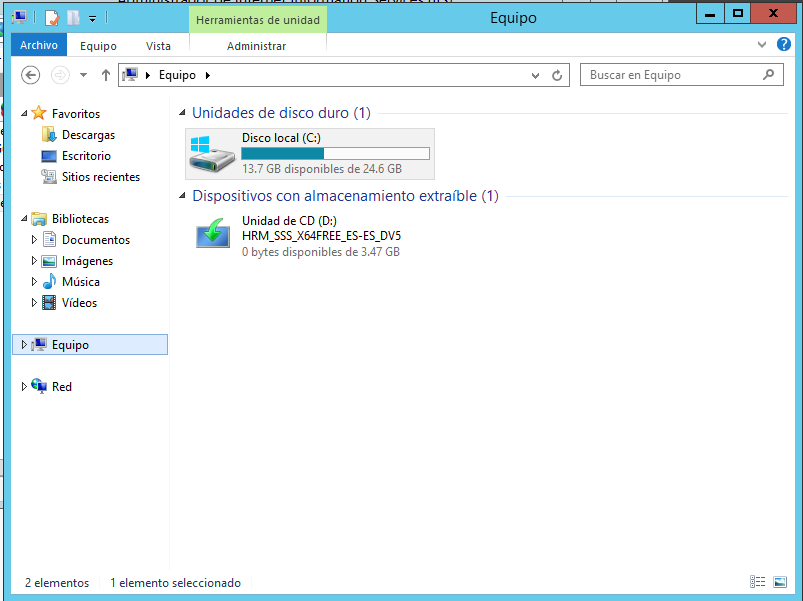 Herramientas de unidad
Equipo
Archivo
Equipo
Vista
Administrar
Equipo
Buscar en Equipo
Favoritos
Descargas
Escritorio
Sitios recientes
Bibliotecas
Documentos
Imágenes
Música
Vídeos
Equipo
Red
Unidades de disco duro (1)
Disco local (C:)
13.7 GB disponibles de 24.6 GB
Dispositivos con almacenamiento extraíble (1)
Unidad de CD (D:)
HRM_SSS_X64FREE_ES-ES_DV5
0 bytes disponibles de 3.47 GB
2 elementos
1 elemento seleccionado